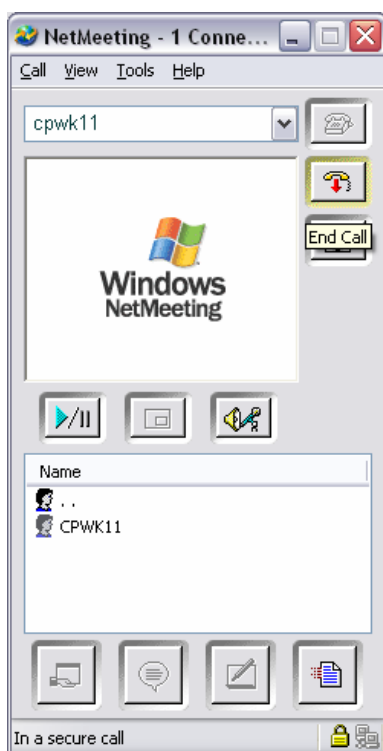 NetMeeting - 1 Conne...
Call View Tools Help
cpwk11
End Call
Windows
NetMeeting
Name
. .
CPWK11
In a secure call